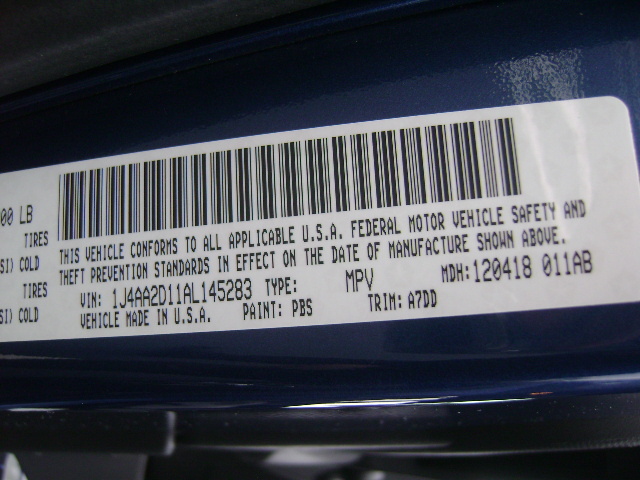 00 LB
TIRES
SI) COLD
TIRES
SI) COLD
THIS VEHICLE CONFORMS TO ALL APPLICABLE U.S.A. FEDERAL MOTOR VEHICLE SAFETY AND
THEFT PREVENTION STANDARDS IN EFFECT ON THE DATE OF MANUFACTURE SHOWN ABOVE.
VIN: 1J4AA2D11AL145283 TYPE: MPV MDH:120418 011AB
VEHICLE MADE IN U.S.A. PAINT: PBS TRIM: A7DD